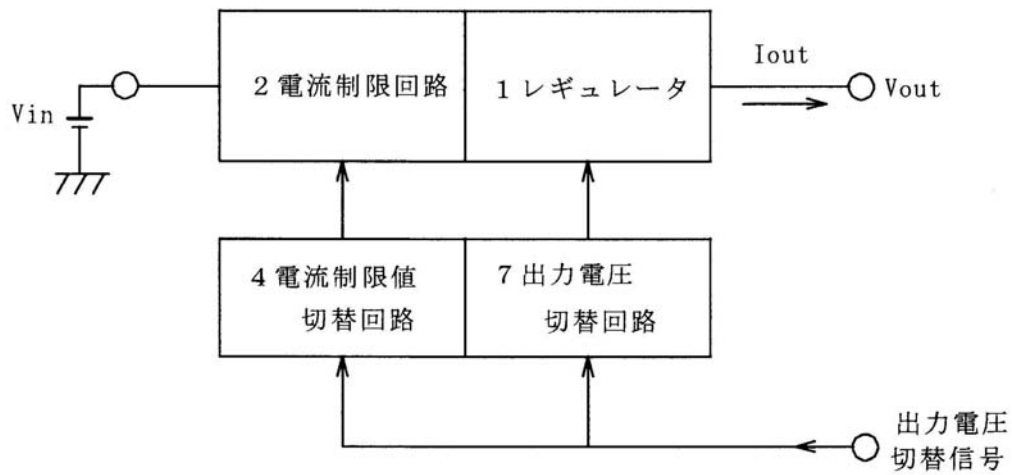 Iout
2電流制限回路
1レギュレータ
Vout
Vin
4電流制限値
切替回路
7出力電圧
切替回路
出力電圧
切替信号